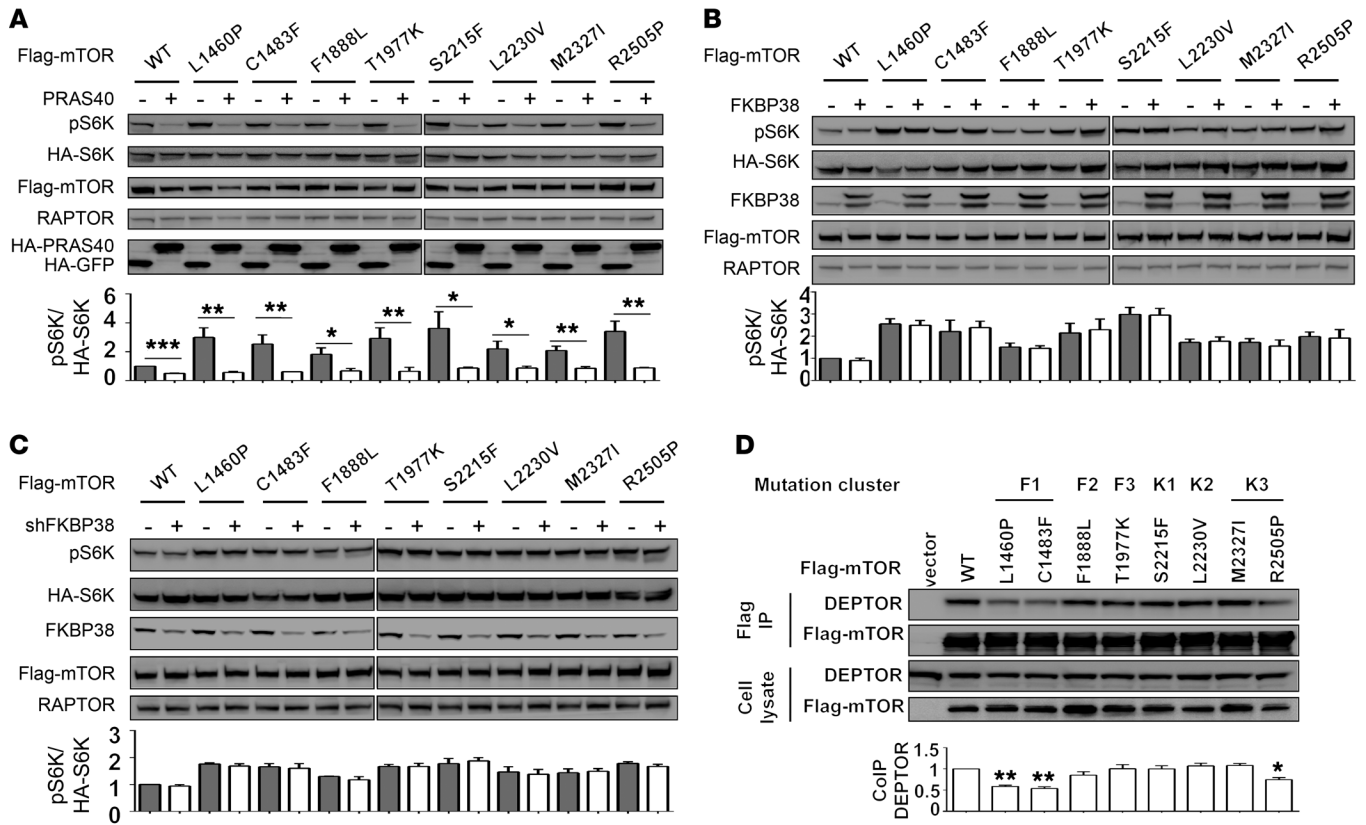 A
Flag-mTOR WT L1460P C1483F F1888L T1977K S2215F L2230V M2327I R2505P
PRAS40 - + - + - + - + - + - + - + - + - +
pS6K
HA-S6K
Flag-mTOR
RAPTOR
HA-PRAS40
HA-GFP
pS6K/
HA-S6K
6
4
2
0
*** ** ** * ** * * ** **
B
Flag-mTOR WT L1460P C1483F F1888L T1977K S2215F L2230V M2327I R2505P
FKBP38 - + - + - + - + - + - + - + - + - +
pS6K
HA-S6K
FKBP38
Flag-mTOR
RAPTOR
pS6K/
HA-S6K
4
3
2
1
0
C
Flag-mTOR WT L1460P C1483F F1888L T1977K S2215F L2230V M2327I R2505P
shFKBP38 - + - + - + - + - + - + - + - + - +
pS6K
HA-S6K
FKBP38
Flag-mTOR
RAPTOR
pS6K/
HA-S6K
3
2
1
0
D
Mutation cluster F1 F2 F3 K1 K2 K3
Flag-mTOR vector WT L1460P C1483F F1888L T1977K S2215F L2230V M2327I R2505P
Flag
IP
DEPTOR
Flag-mTOR
Cell
lysate
DEPTOR
Flag-mTOR
CoIP
DEPTOR
1.5
1
0.5
0
** ** *